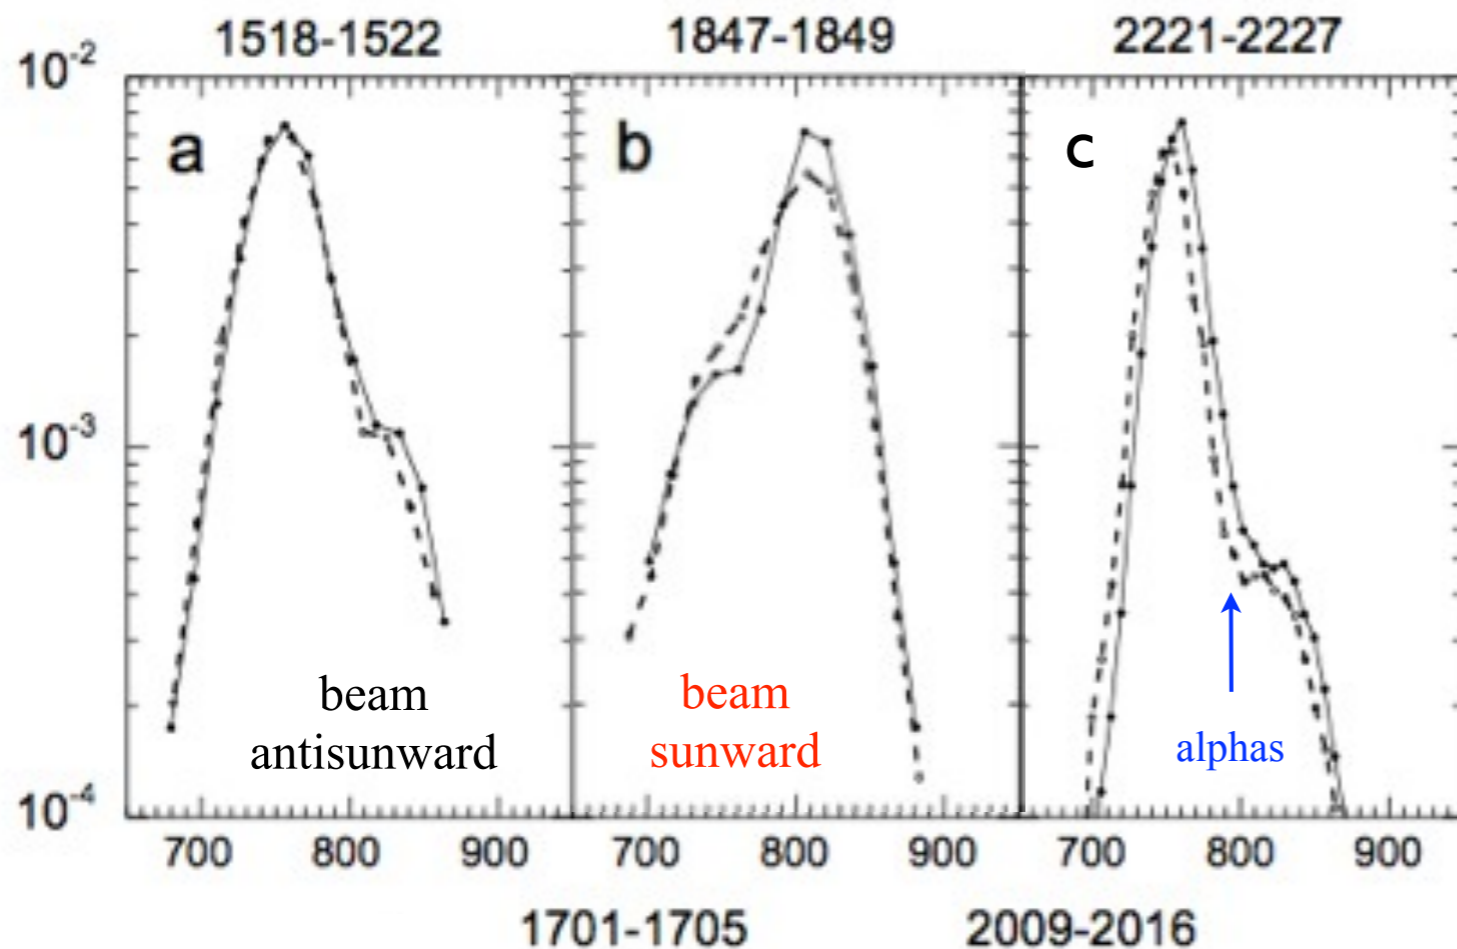 1518-1522 1847-1849 2221-2227
10-2
a b c
10-3
beam
antisunward
beam
sunward
alphas
10-4
700 800 900 700 800 900 700 800 900
1701-1705 2009-2016